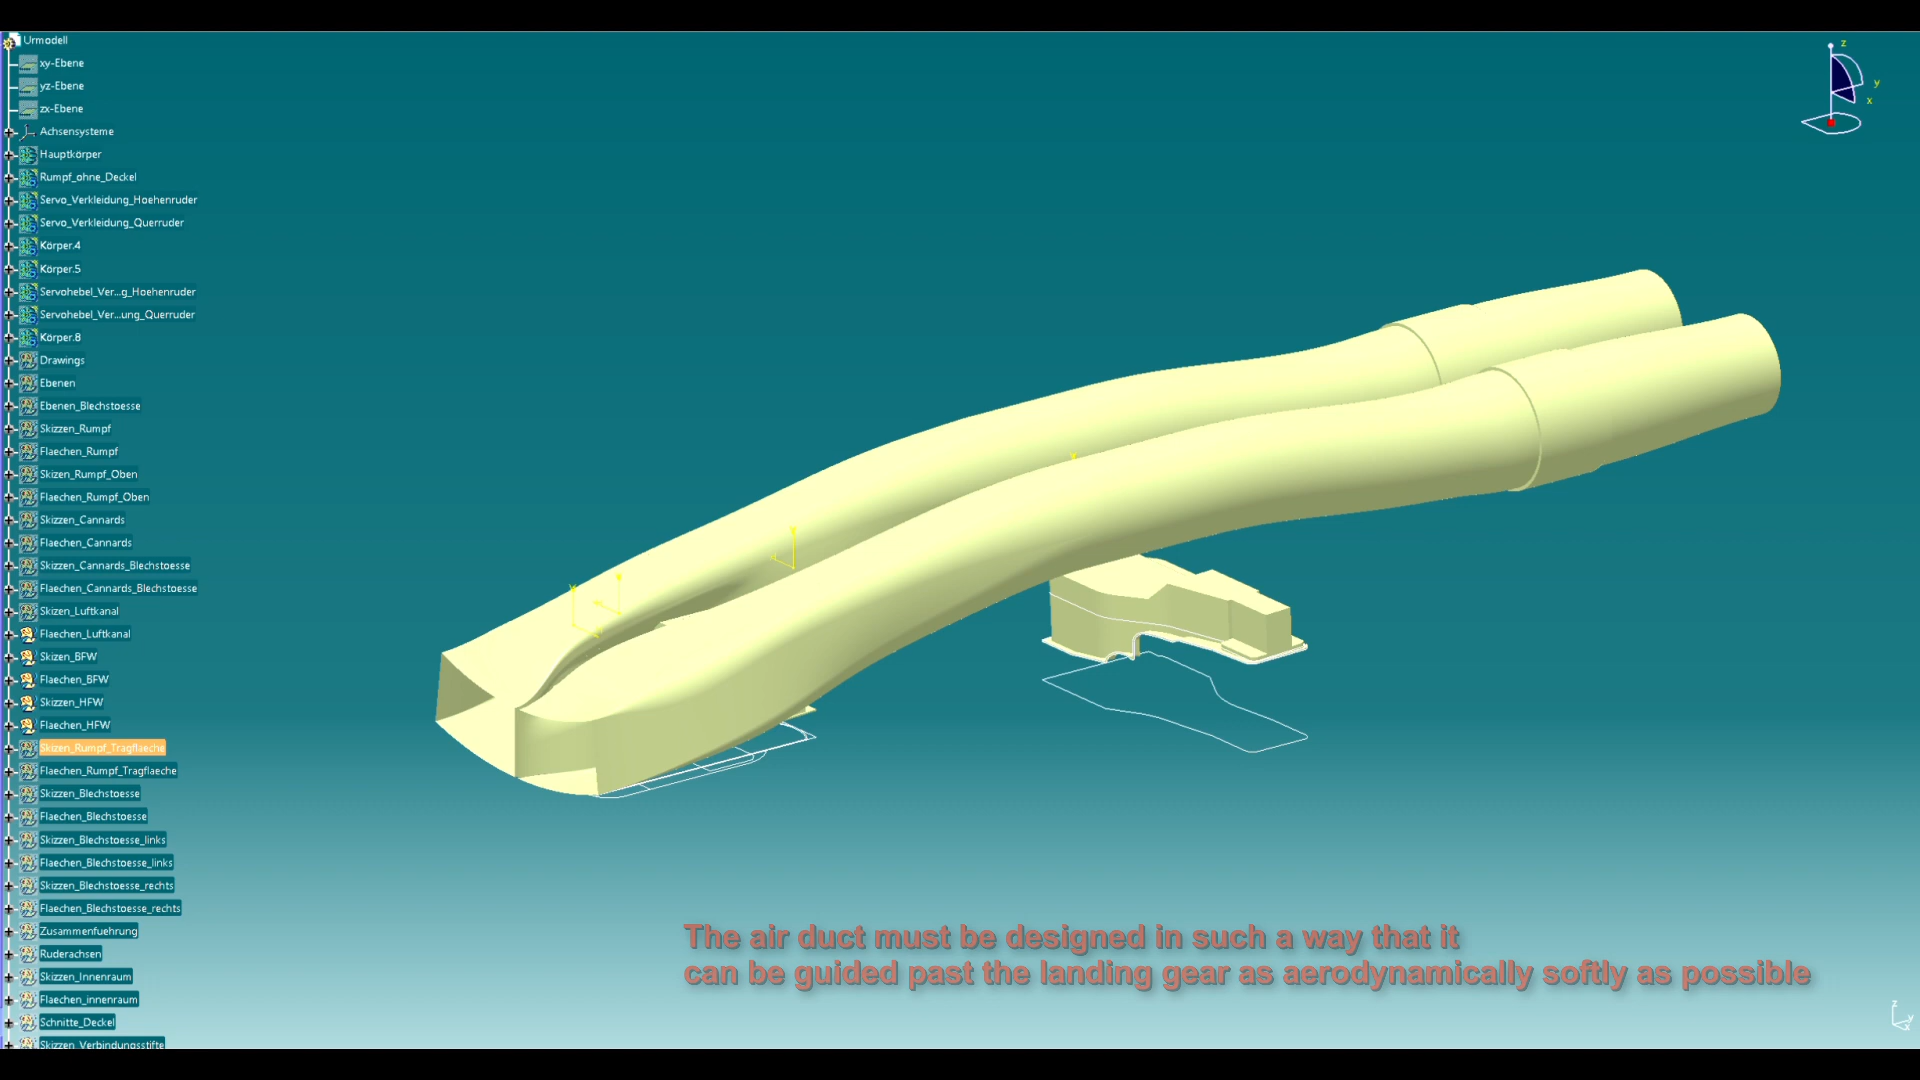 Urmodell
xy-Ebene
yz-Ebene
zx-Ebene
Achsensysteme
Hauptkörper
Rumpf_ohne_Deckel
Servo_Verkleidung_Hoehenruder
Servo_Verkleidung_Querruder
Körper.4
Körper.5
Servohebel_Ver...g_Hoehenruder
Servohebel_Ver...ung_Querruder
Körper.8
Drawings
Ebenen
Ebenen_Blechstoesse
Skizzen_Rumpf
Flaechen_Rumpf
Skizen_Rumpf_Oben
Flaechen_Rumpf_Oben
Skizzen_Cannards
Flaechen_Cannards
Skizzen_Cannards_Blechstoesse
Flaechen_Cannards_Blechstoesse
Skizen_Luftkanal
Flaechen_Luftkanal
Skizen_BFW
Flaechen_BFW
Skizzen_HFW
Flaechen_HFW
Skizen_Rumpf_Tragflaeche
Flaechen_Rumpf_Tragflaeche
Skizzen_Blechstoesse
Flaechen_Blechstoesse
Skizzen_Blechstoesse_links
Flaechen_Blechstoesse_links
Skizzen_Blechstoesse_rechts
Flaechen_Blechstoesse_rechts
Zusammenfuehrung
Ruderachsen
Skizzen_Innenraum
Flaechen_innenraum
Schnitte_Deckel
Skizzen_Verbindungsstifte
z
y
x
The air duct must be designed in such a way that it
can be guided past the landing gear as aerodynamically softly as possible
z
y
x